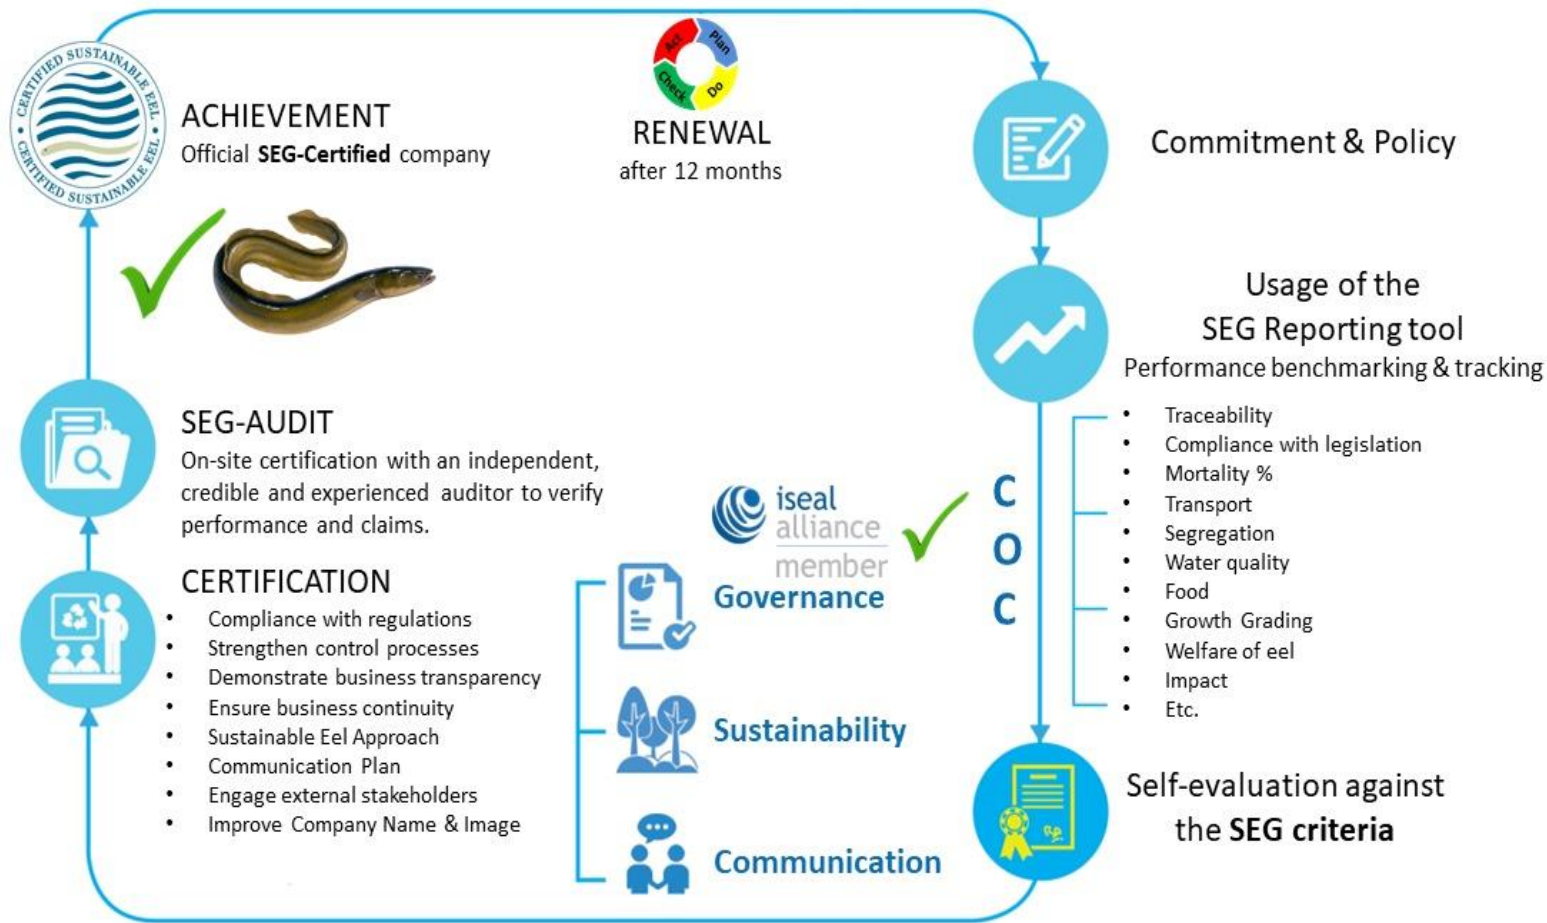 CERTIFIED SUSTAINABLE EEL • CERTIFIED SUSTAINABLE EEL •
ACHIEVEMENT
Official SEG-Certified company
Act
Plan
Check
Do
RENEWAL
after 12 months
Commitment & Policy
Usage of the
SEG Reporting tool
Performance benchmarking & tracking
• Traceability
• Compliance with legislation
• Mortality %
• Transport
• Segregation
• Water quality
• Food
• Growth Grading
• Welfare of eel
• Impact
• Etc.
C
O
C
Self-evaluation against
the SEG criteria
SEG-AUDIT
On-site certification with an independent,
credible and experienced auditor to verify
performance and claims.
CERTIFICATION
• Compliance with regulations
• Strengthen control processes
• Demonstrate business transparency
• Ensure business continuity
• Sustainable Eel Approach
• Communication Plan
• Engage external stakeholders
• Improve Company Name & Image
iseal
alliance
member
Governance
Sustainability
Communication